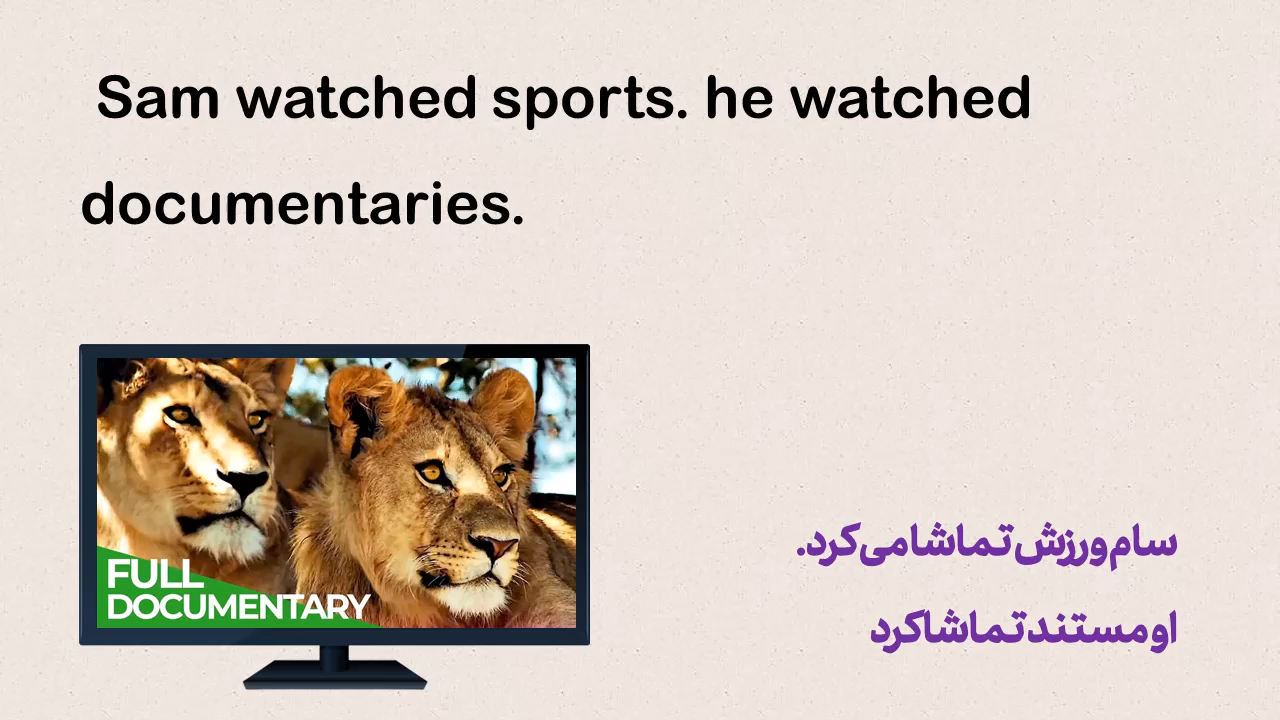 Sam watched sports. he watched
documentaries.
FULL
DOCUMENTARY
سام ورزش تماشا می‌کرد.
او مستند تماشا کرد